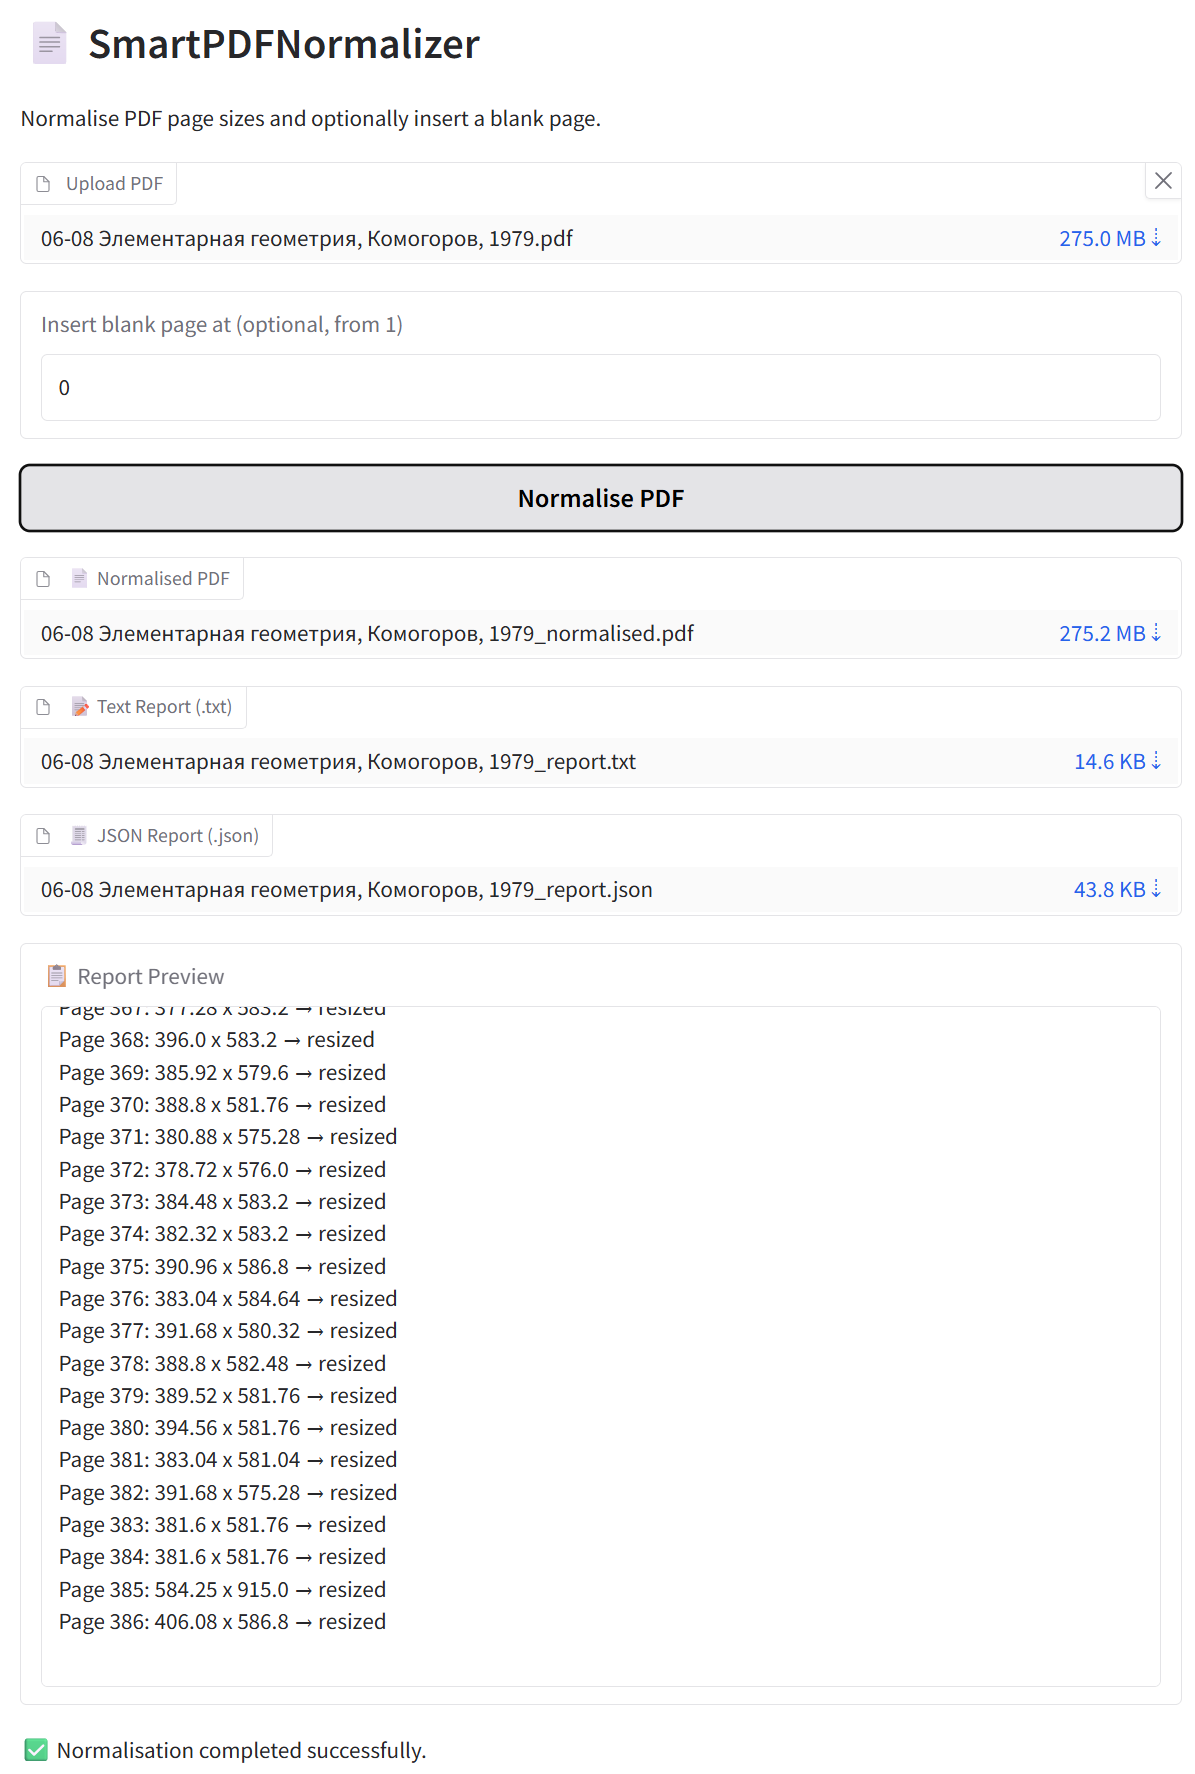 SmartPDFNormalizer
Normalise PDF page sizes and optionally insert a blank page.
Upload PDF
06-08 Элементарная геометрия, Комогоров, 1979.pdf 275.0 MB ⇣
Insert blank page at (optional, from 1)
0
Normalise PDF
Normalised PDF
06-08 Элементарная геометрия, Комогоров, 1979_normalised.pdf 275.2 MB ⇣
Text Report (.txt)
06-08 Элементарная геометрия, Комогоров, 1979_report.txt 14.6 KB ⇣
JSON Report (.json)
06-08 Элементарная геометрия, Комогоров, 1979_report.json 43.8 KB ⇣
Report Preview
Page 367: 377.28 x 583.2 → resized
Page 368: 396.0 x 583.2 → resized
Page 369: 385.92 x 579.6 → resized
Page 370: 388.8 x 581.76 → resized
Page 371: 380.88 x 575.28 → resized
Page 372: 378.72 x 576.0 → resized
Page 373: 384.48 x 583.2 → resized
Page 374: 382.32 x 583.2 → resized
Page 375: 390.96 x 586.8 → resized
Page 376: 383.04 x 584.64 → resized
Page 377: 391.68 x 580.32 → resized
Page 378: 388.8 x 582.48 → resized
Page 379: 389.52 x 581.76 → resized
Page 380: 394.56 x 581.76 → resized
Page 381: 383.04 x 581.04 → resized
Page 382: 391.68 x 575.28 → resized
Page 383: 381.6 x 581.76 → resized
Page 384: 381.6 x 581.76 → resized
Page 385: 584.25 x 915.0 → resized
Page 386: 406.08 x 586.8 → resized
Normalisation completed successfully.